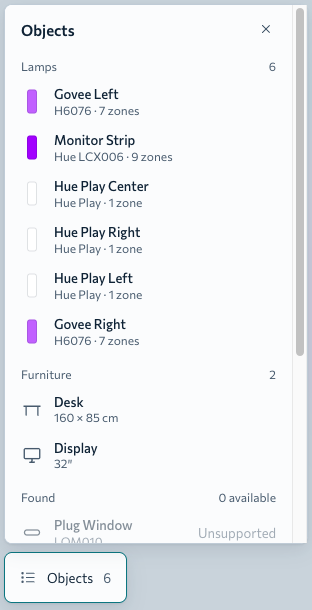 Objects
Lamps 6
Govee Left
H6076 · 7 zones
Monitor Strip
Hue LCX006 · 9 zones
Hue Play Center
Hue Play · 1 zone
Hue Play Right
Hue Play · 1 zone
Hue Play Left
Hue Play · 1 zone
Govee Right
H6076 · 7 zones
Furniture 2
Desk
160 × 85 cm
Display
32″
Found 0 available
Plug Window Unsupported
LOM010
Objects 6